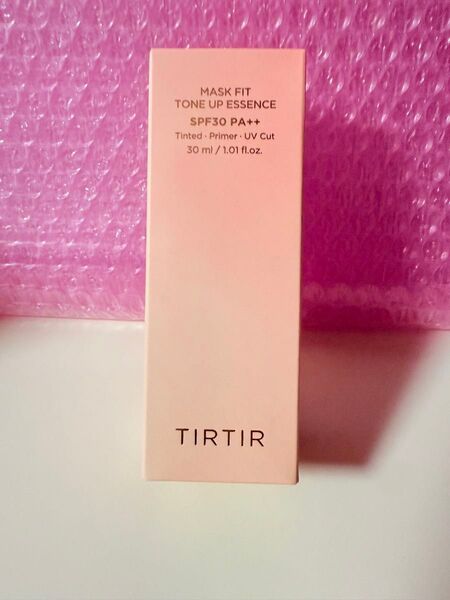 MASK FIT
TONE UP ESSENCE
SPF30 PA++
Tinted · Primer · UV Cut
30 ml / 1.01 fl.oz.
TIRTIR